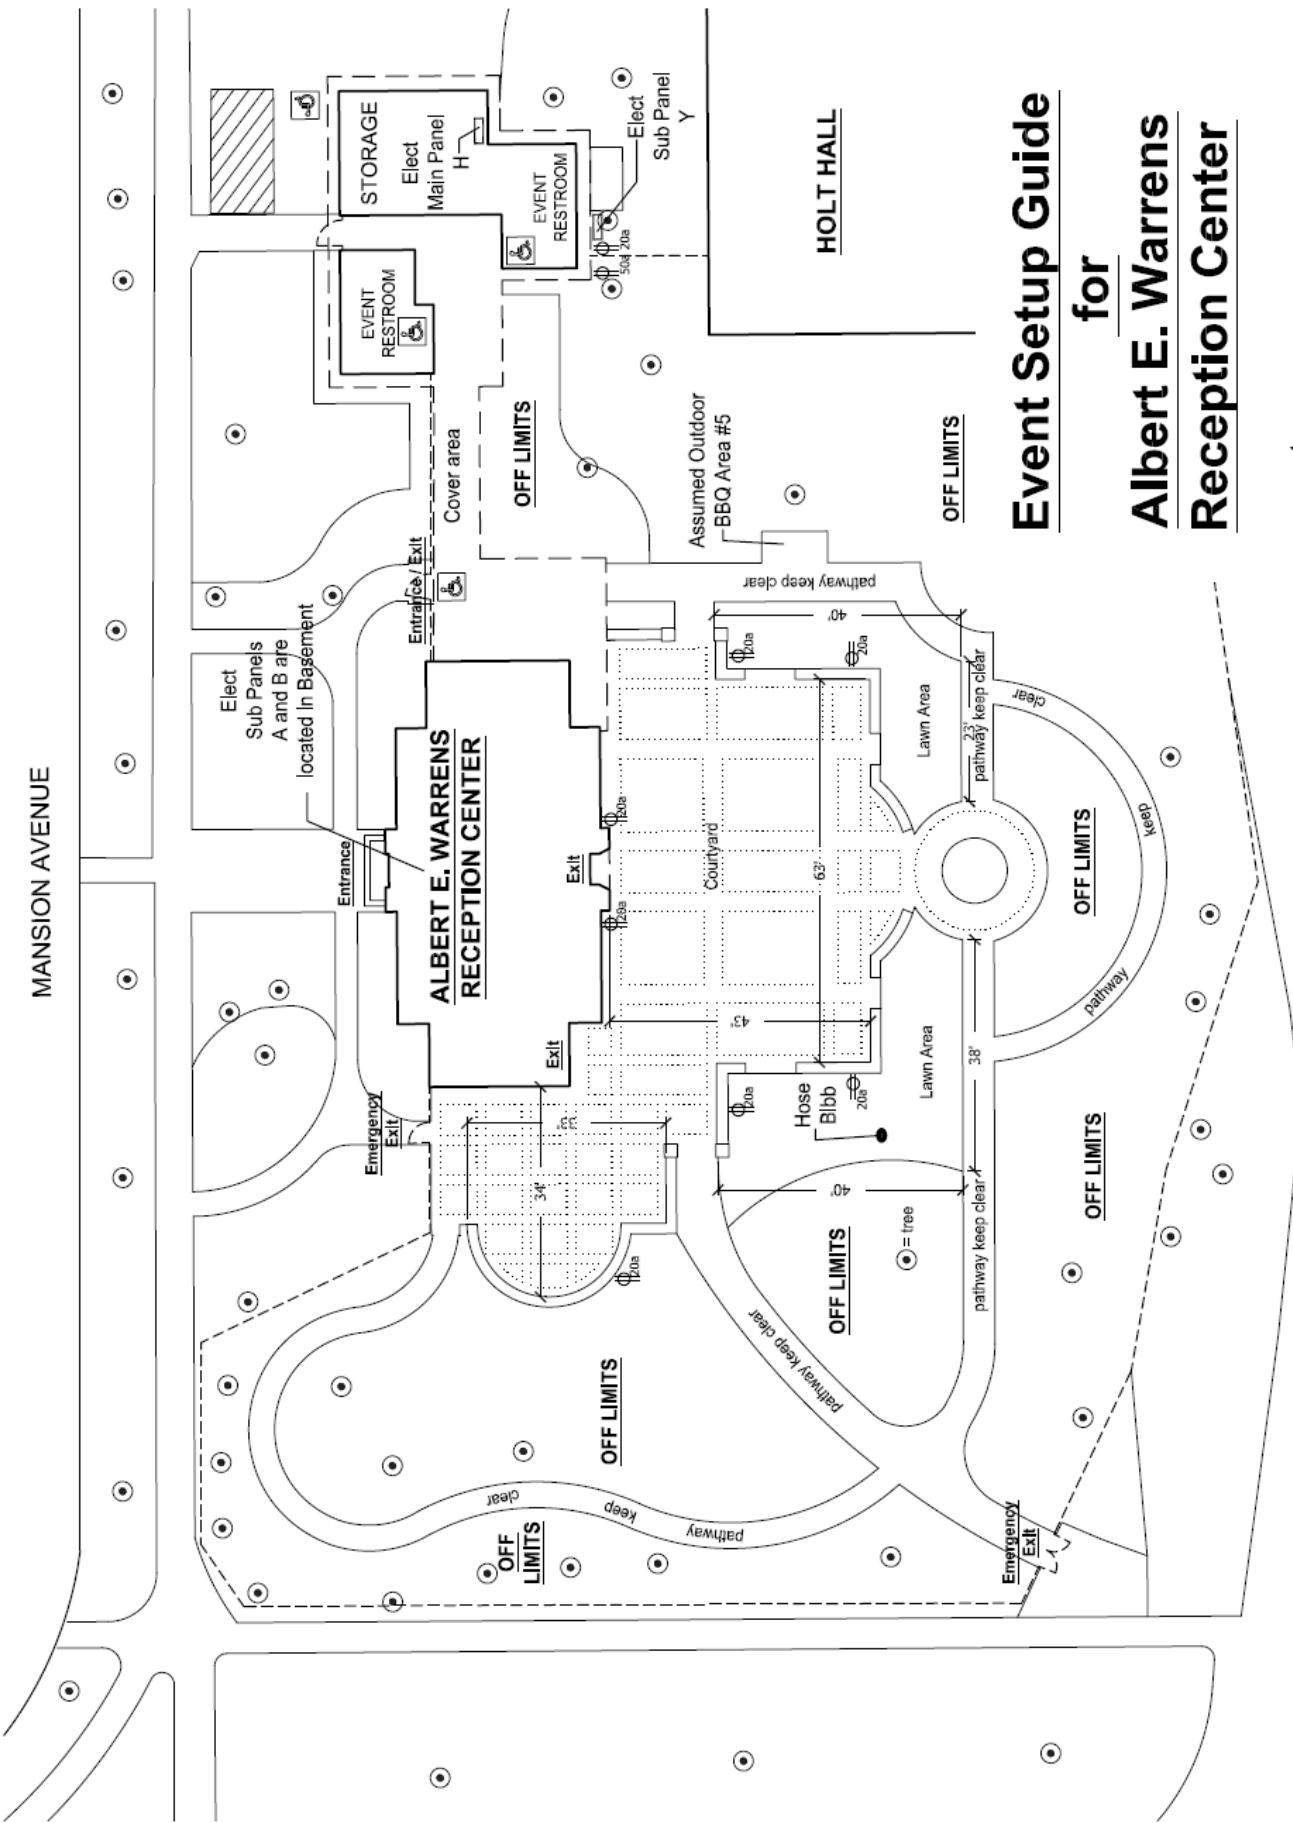 MANSION AVENUE
STORAGE
Elect
Main Panel
H
EVENT
RESTROOM
EVENT
RESTROOM
Elect
Sub Panel
Y
50a
20a
HOLT HALL
Cover area
OFF LIMITS
Entrance / Exit
Elect
Sub Panels
A and B are
located In Basement
Entrance
ALBERT E. WARRENS
RECEPTION CENTER
Exit
Exit
Emergency
Exit
20a
20a
Courtyard
63'
43'
33'
34'
20a
Assumed Outdoor
BBQ Area #5
OFF LIMITS
pathway keep clear
40'
20a
20a
Lawn Area
23'
pathway keep clear
clear
keep
pathway
OFF LIMITS
Lawn Area
38'
20a
20a
Hose
Bibb
40'
pathway keep clear
= tree
OFF LIMITS
OFF LIMITS
pathway keep clear
OFF LIMITS
clear
keep
pathway
OFF
LIMITS
Emergency
Exit
Event Setup Guide
for
Albert E. Warrens
Reception Center